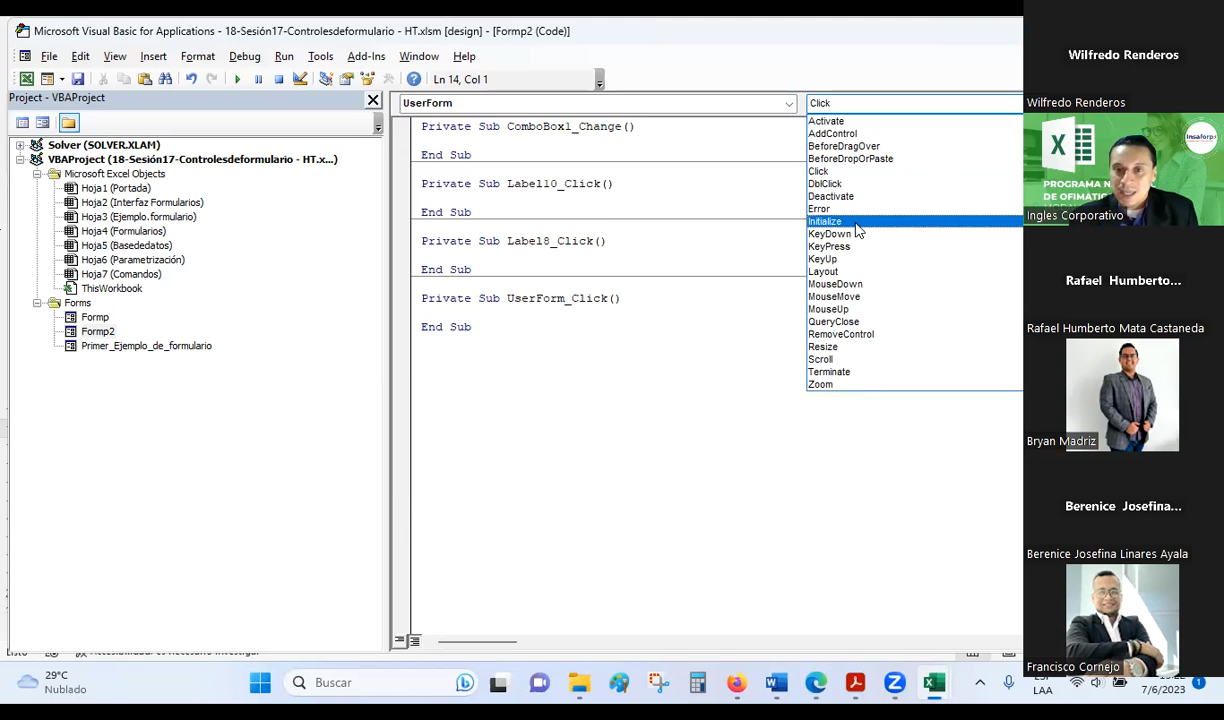 Microsoft Visual Basic for Applications - 18-Sesión17-Controlesdeformulario - HT.xlsm [design] - [Formp2 (Code)]
File Edit View Insert Format Debug Run Tools Add-Ins Window Help
Ln 14, Col 1
Project - VBAProject
Solver (SOLVER.XLAM)
VBAProject (18-Sesión17-Controlesdeformulario - HT.x...)
Microsoft Excel Objects
Hoja1 (Portada)
Hoja2 (Interfaz Formularios)
Hoja3 (Ejemplo.formulario)
Hoja4 (Formularios)
Hoja5 (Basededatos)
Hoja6 (Parametrización)
Hoja7 (Comandos)
ThisWorkbook
Forms
Formp
Formp2
Primer_Ejemplo_de_formulario
UserForm
Click
Private Sub ComboBox1_Change()
End Sub
Private Sub Label10_Click()
End Sub
Private Sub Label8_Click()
End Sub
Private Sub UserForm_Click()
End Sub
Activate
AddControl
BeforeDragOver
BeforeDropOrPaste
Click
DblClick
Deactivate
Error
Initialize
KeyDown
KeyPress
KeyUp
Layout
MouseDown
MouseMove
MouseUp
QueryClose
RemoveControl
Resize
Scroll
Terminate
Zoom
Wilfredo Renderos
Wilfredo Renderos
Insaforp
PROGRAMA N
DE OFIMATI
Ingles Corporativo
Rafael Humberto...
Rafael Humberto Mata Castaneda
Bryan Madriz
Berenice Josefina...
Berenice Josefina Linares Ayala
Francisco Cornejo
29°C
Nublado
Buscar
LAA
7/6/2023
1